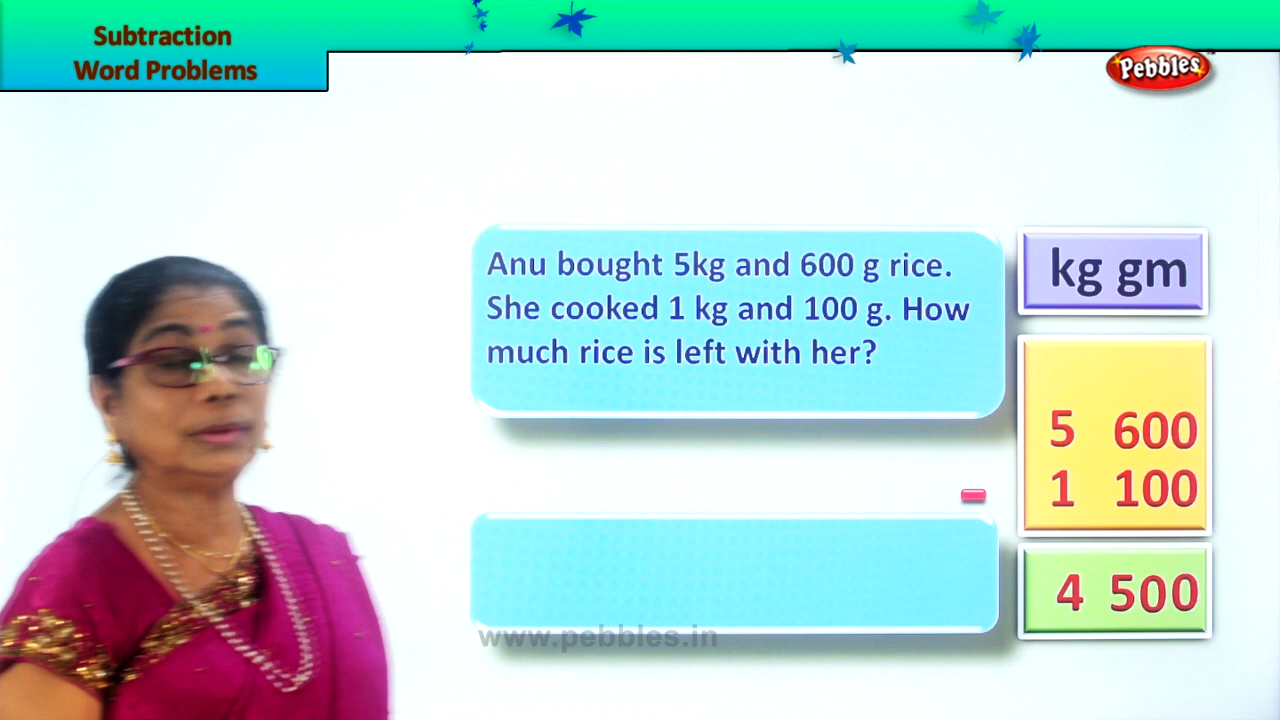 Subtraction
Word Problems
Pebbles
Anu bought 5kg and 600 g rice.
She cooked 1 kg and 100 g. How
much rice is left with her?
kg gm
5 600
- 1 100
4 500
www.pebbles.in